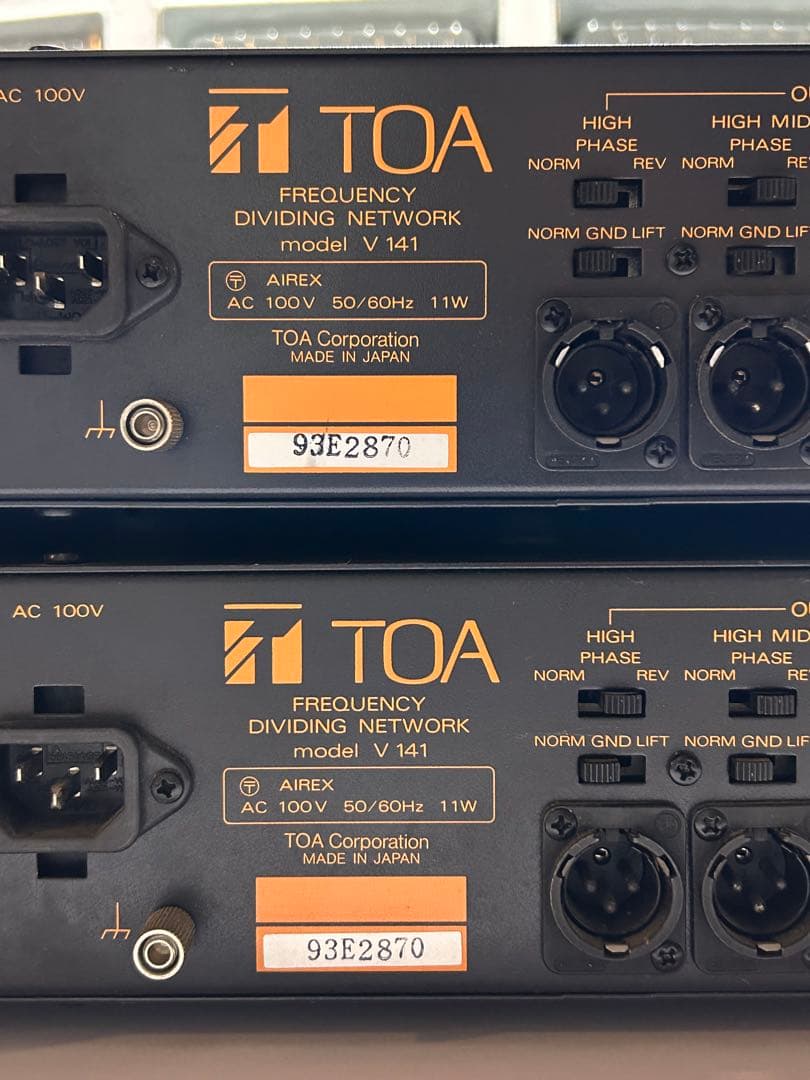 AC 100V
TOA
FREQUENCY
DIVIDING NETWORK
model V 141
〒 AIREX
AC 100V 50/60Hz 11W
TOA Corporation
MADE IN JAPAN
93E2870
HIGH
PHASE
NORM REV
NORM GND LIFT
HIGH MID
PHASE
NORM
NORM GND
AC 100V
TOA
FREQUENCY
DIVIDING NETWORK
model V 141
〒 AIREX
AC 100V 50/60Hz 11W
TOA Corporation
MADE IN JAPAN
93E2870
HIGH
PHASE
NORM REV
NORM GND LIFT
HIGH MID
PHASE
NORM
NORM GND